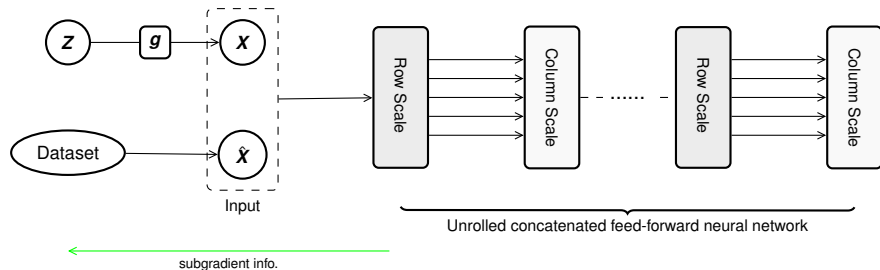 Z
g
X
Row Scale
Column Scale
......
Row Scale
Column Scale
Dataset
X̂
Input
Unrolled concatenated feed-forward neural network
subgradient info.